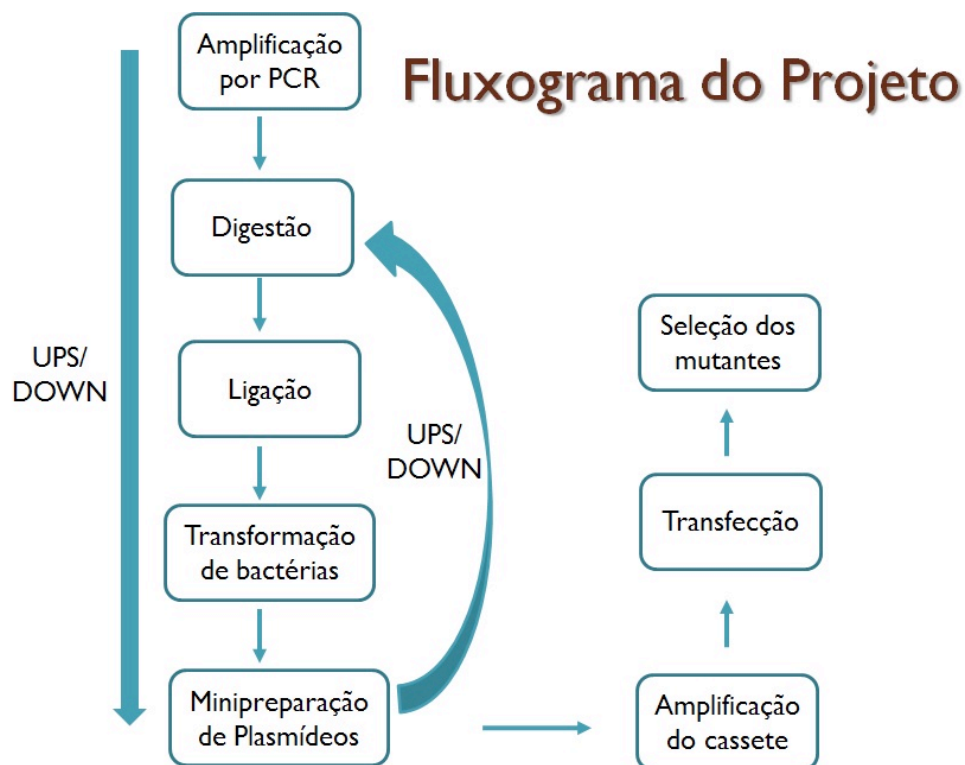 Fluxograma do Projeto
Amplificação
por PCR
Digestão
Ligação
Transformação
de bactérias
Minipreparação
de Plasmídeos
UPS/
DOWN
UPS/
DOWN
Amplificação
do cassete
Transfecção
Seleção dos
mutantes